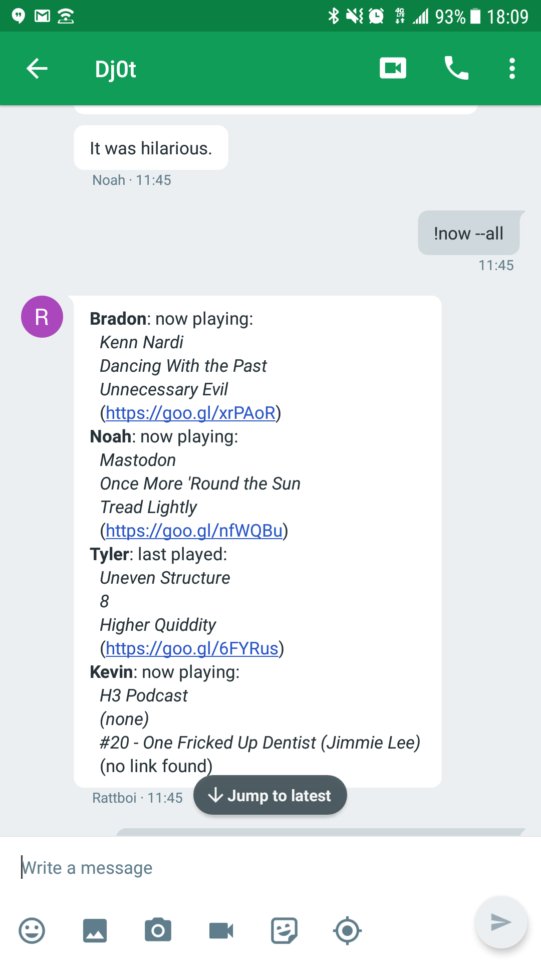 93% 18:09
Dj0t
It was hilarious.
Noah · 11:45
!now --all
11:45
R
Bradon: now playing:
Kenn Nardi
Dancing With the Past
Unnecessary Evil
(https://goo.gl/xrPAoR)
Noah: now playing:
Mastodon
Once More 'Round the Sun
Tread Lightly
(https://goo.gl/nfWQBu)
Tyler: last played:
Uneven Structure
8
Higher Quiddity
(https://goo.gl/6FYRus)
Kevin: now playing:
H3 Podcast
(none)
#20 - One Fricked Up Dentist (Jimmie Lee)
(no link found)
Rattboi · 11:45
Jump to latest
Write a message